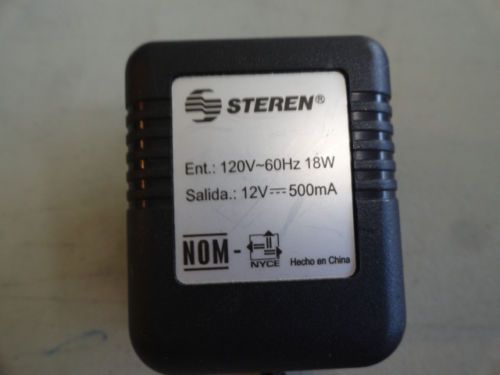 STEREN®
Ent.: 120V~60Hz 18W
Salida.: 12V⎓500mA
NOM-
NYCE
Hecho en China